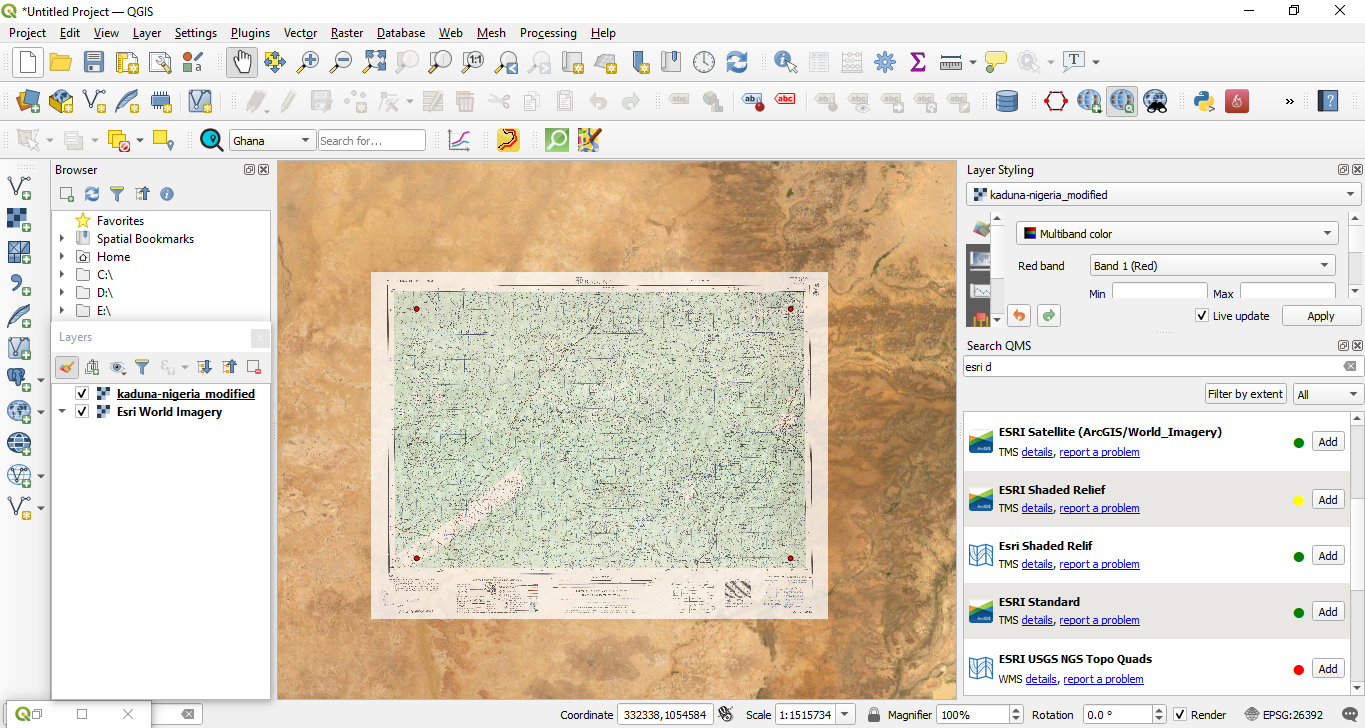 *Untitled Project — QGIS
Project Edit View Layer Settings Plugins Vector Raster Database Web Mesh Processing Help
Ghana
Search for...
Browser
Favorites
Spatial Bookmarks
Home
C:\
D:\
E:\
Layers
kaduna-nigeria_modified
Esri World Imagery
Layer Styling
kaduna-nigeria_modified
Multiband color
Red band Band 1 (Red)
Min Max
Live update Apply
Search QMS
esri d
Filter by extent All
ESRI Satellite (ArcGIS/World_Imagery)
TMS details, report a problem Add
ESRI Shaded Relief
TMS details, report a problem Add
Esri Shaded Relif
TMS details, report a problem Add
ESRI Standard
TMS details, report a problem Add
ESRI USGS NGS Topo Quads
WMS details, report a problem Add
Coordinate 332338,1054584 Scale 1:1515734 Magnifier 100% Rotation 0.0 ° Render EPSG:26392